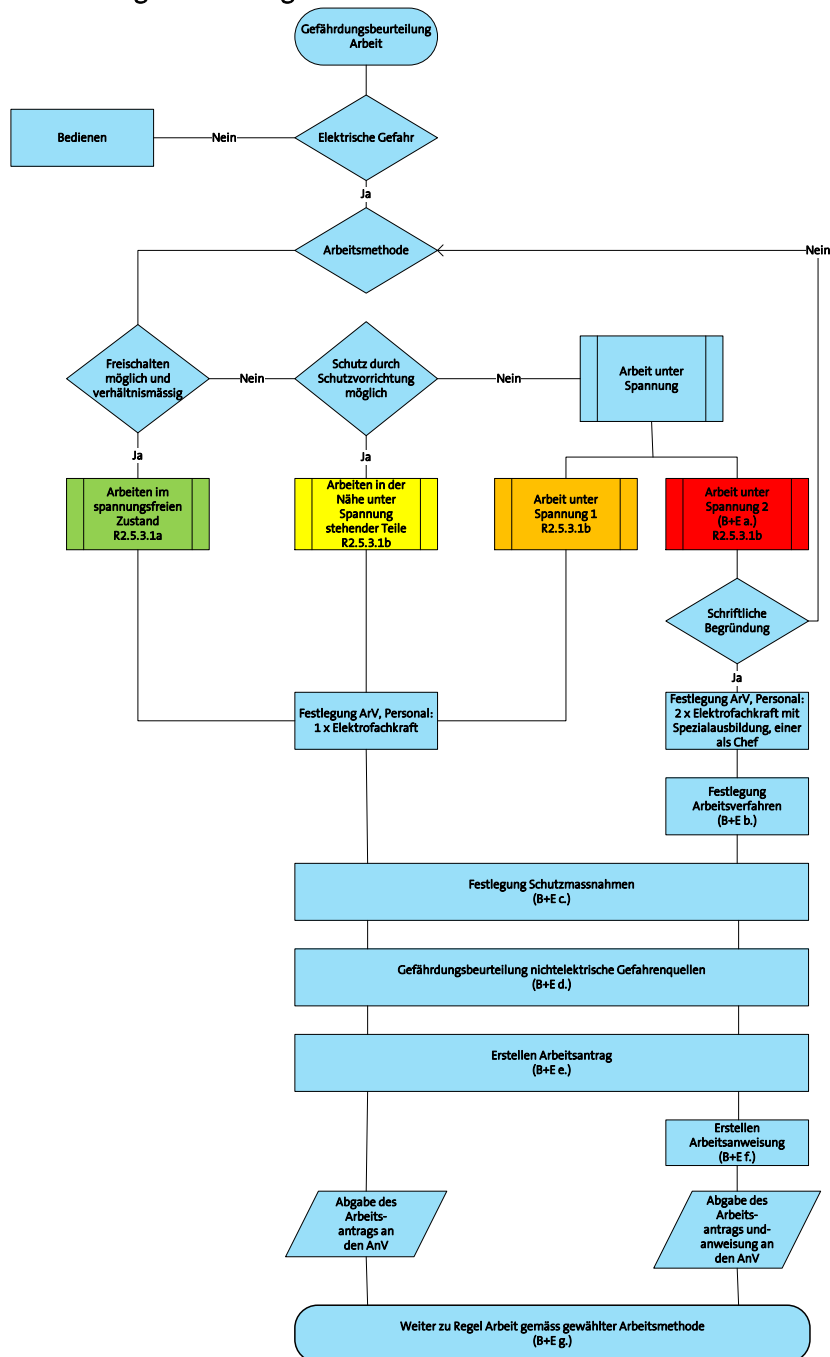 Gefährdungsbeurteilung
Arbeit
Bedienen
Nein
Elektrische Gefahr
Ja
Arbeitsmethode
Nein
Freischalten
möglich und
verhältnismässig
Nein
Schutz durch
Schutzvorrichtung
möglich
Nein
Arbeit unter
Spannung
Ja
Ja
Arbeiten im
spannungsfreien
Zustand
R2.5.3.1a
Arbeiten in der
Nähe unter
Spannung
stehender Teile
R2.5.3.1b
Arbeit unter
Spannung 1
R2.5.3.1b
Arbeit unter
Spannung 2
(B+E a.)
R2.5.3.1b
Schriftliche
Begründung
Ja
Festlegung ArV, Personal:
1 x Elektrofachkraft
Festlegung ArV, Personal:
2 x Elektrofachkraft mit
Spezialausbildung, einer
als Chef
Festlegung
Arbeitsverfahren
(B+E b.)
Festlegung Schutzmassnahmen
(B+E c.)
Gefährdungsbeurteilung nichtelektrische Gefahrenquellen
(B+E d.)
Erstellen Arbeitsantrag
(B+E e.)
Erstellen
Arbeitsanweisung
(B+E f.)
Abgabe des
Arbeits-
antrags an
den AnV
Abgabe des
Arbeits-
antrags und-
anweisung an
den AnV
Weiter zu Regel Arbeit gemäss gewählter Arbeitsmethode
(B+E g.)